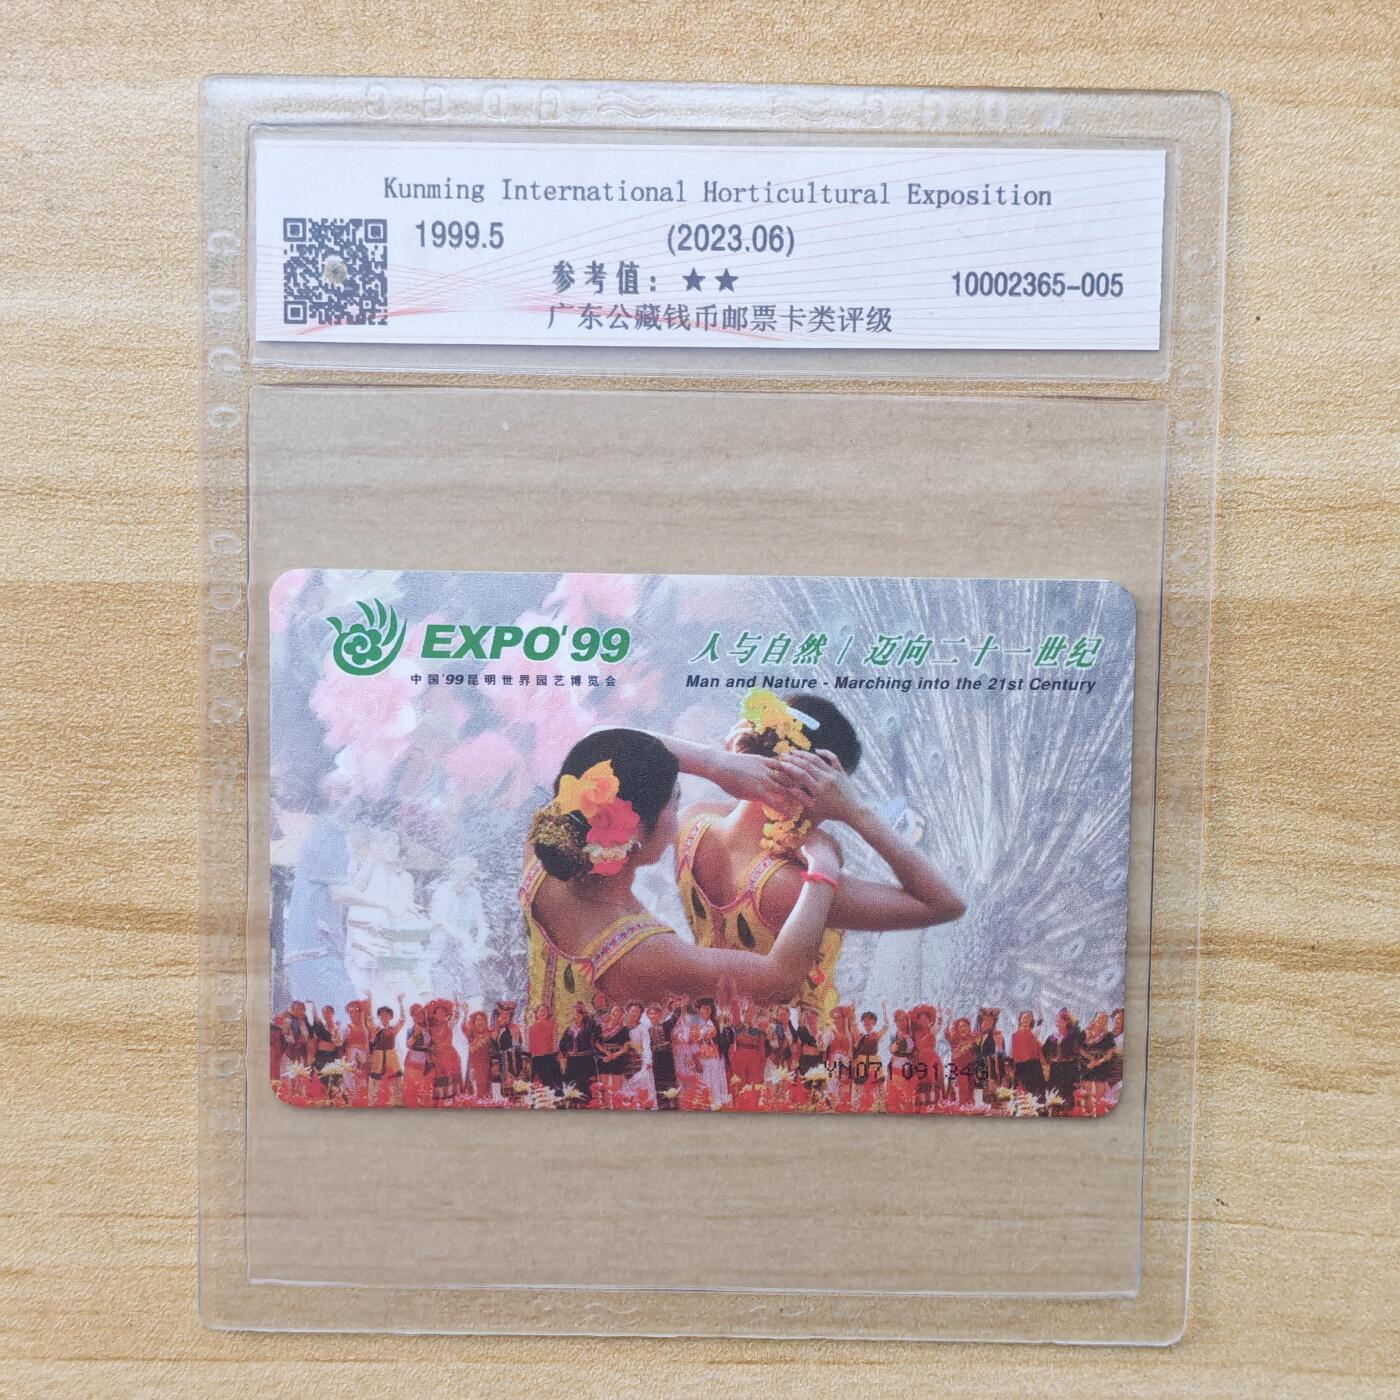 Kunming International Horticultural Exposition
1999.5 (2023.06)
参考值：★★
10002365-005
广东公藏钱币邮票卡类评级
EXPO'99
中国'99昆明世界园艺博览会
人与自然 / 迈向二十一世纪
Man and Nature - Marching into the 21st Century